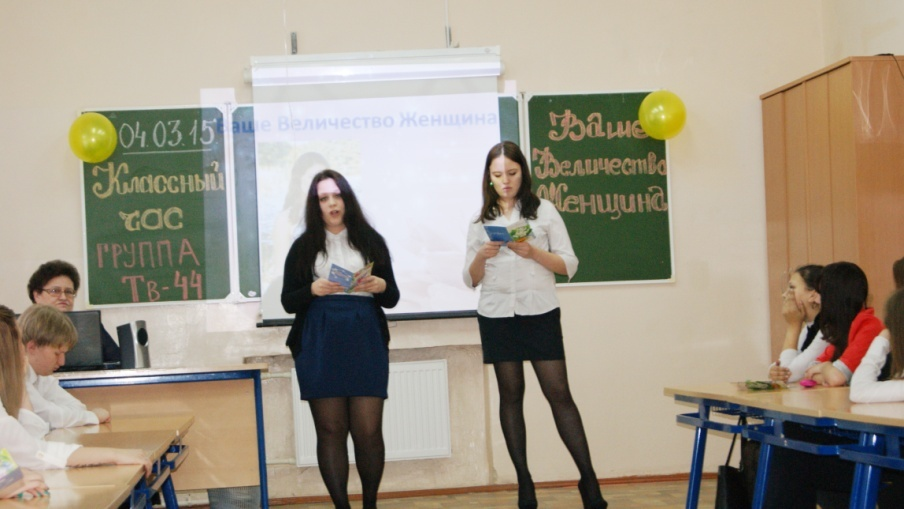 04.03.15
Классный
час
ГРУППА
Тв-44
Ваше Величество Женщина
Ваше
Величество
Женщина